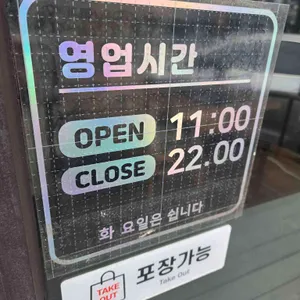 영업시간
OPEN 11:00
CLOSE 22.00
화 요일은 쉽니다
TAKE
OUT
포장가능
Take Out